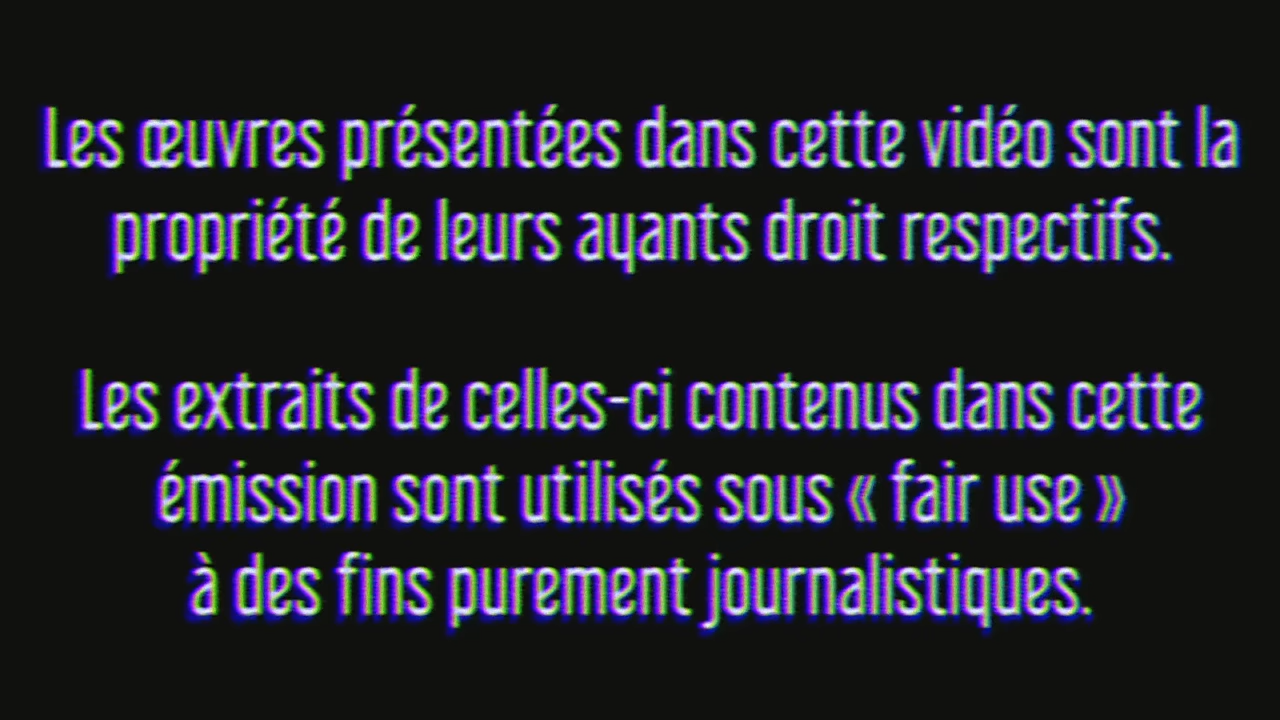 Les œuvres présentées dans cette vidéo sont la
propriété de leurs ayants droit respectifs.
Les extraits de celles-ci contenus dans cette
émission sont utilisés sous « fair use »
à des fins purement journalistiques.